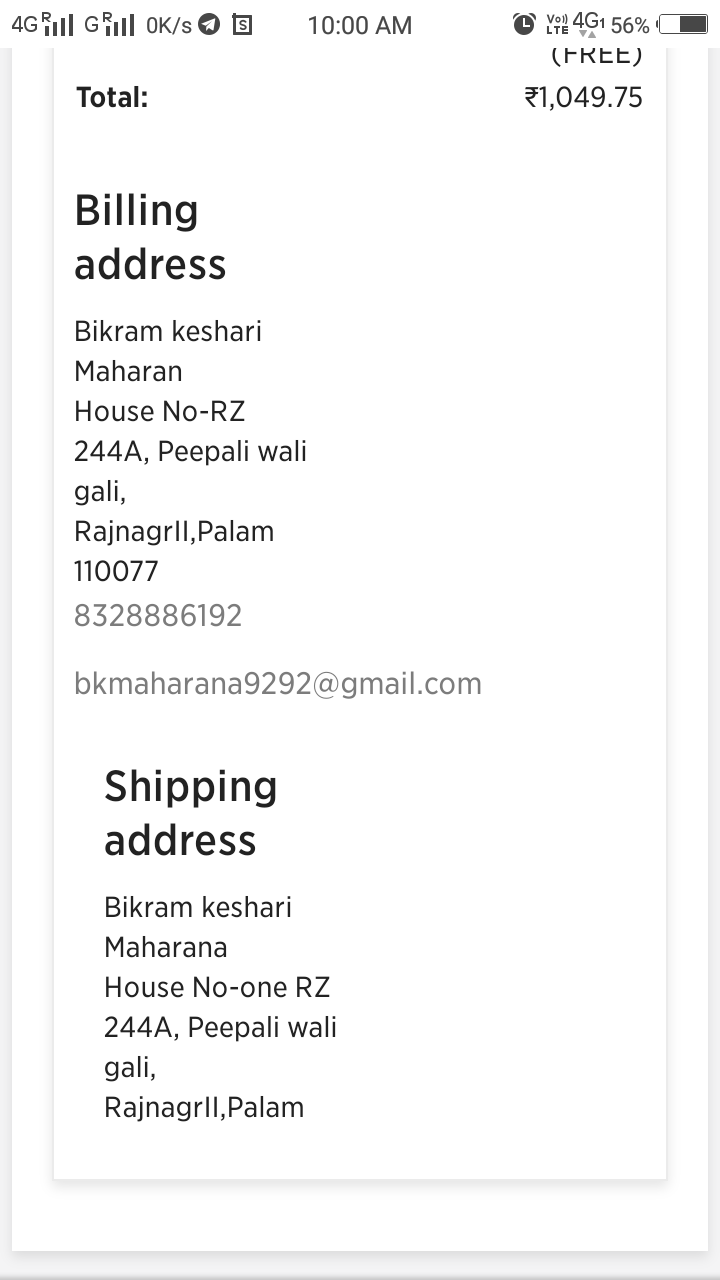 4G R G R 0K/s S 10:00 AM Vo) LTE 4G1 56%
(FREE)
Total: ₹1,049.75
Billing
address
Bikram keshari
Maharan
House No-RZ
244A, Peepali wali
gali,
RajnagrII,Palam
110077
8328886192
bkmaharana9292@gmail.com
Shipping
address
Bikram keshari
Maharana
House No-one RZ
244A, Peepali wali
gali,
RajnagrII,Palam